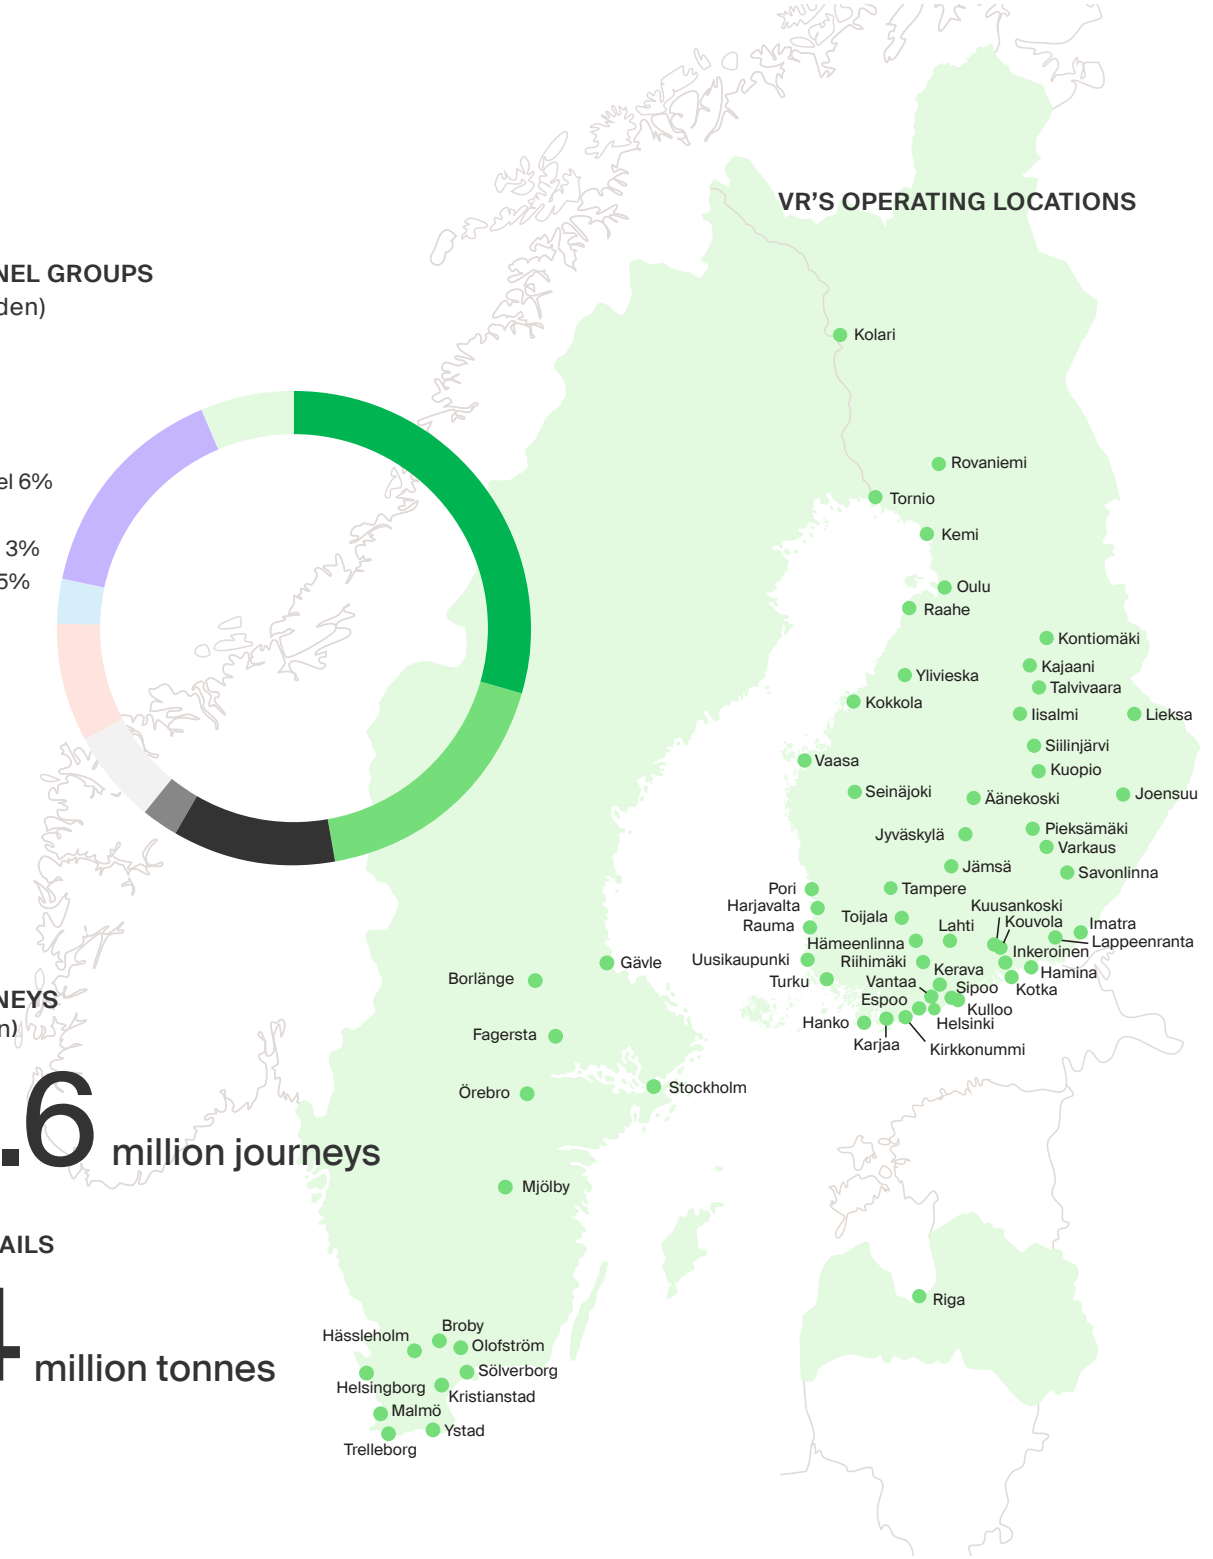 VR'S OPERATING LOCATIONS
NEL GROUPS
den)
el 6%
3%
5%
NEYS
n)
.6 million journeys
AILS
4 million tonnes
Kolari
Rovaniemi
Tornio
Kemi
Oulu
Raahe
Kontiomäki
Kajaani
Ylivieska
Talvivaara
Kokkola
Iisalmi
Lieksa
Siilinjärvi
Vaasa
Kuopio
Seinäjoki
Äänekoski
Joensuu
Jyväskylä
Pieksämäki
Varkaus
Jämsä
Savonlinna
Pori
Tampere
Harjavalta
Kuusankoski
Toijala
Kouvola
Imatra
Rauma
Lahti
Lappeenranta
Hämeenlinna
Inkeroinen
Uusikaupunki
Riihimäki
Kerava
Hamina
Turku
Vantaa
Sipoo
Kotka
Espoo
Kulloo
Hanko
Helsinki
Karjaa
Kirkkonummi
Gävle
Borlänge
Fagersta
Stockholm
Örebro
Mjölby
Riga
Broby
Hässleholm
Olofström
Sölverborg
Helsingborg
Kristianstad
Malmö
Ystad
Trelleborg